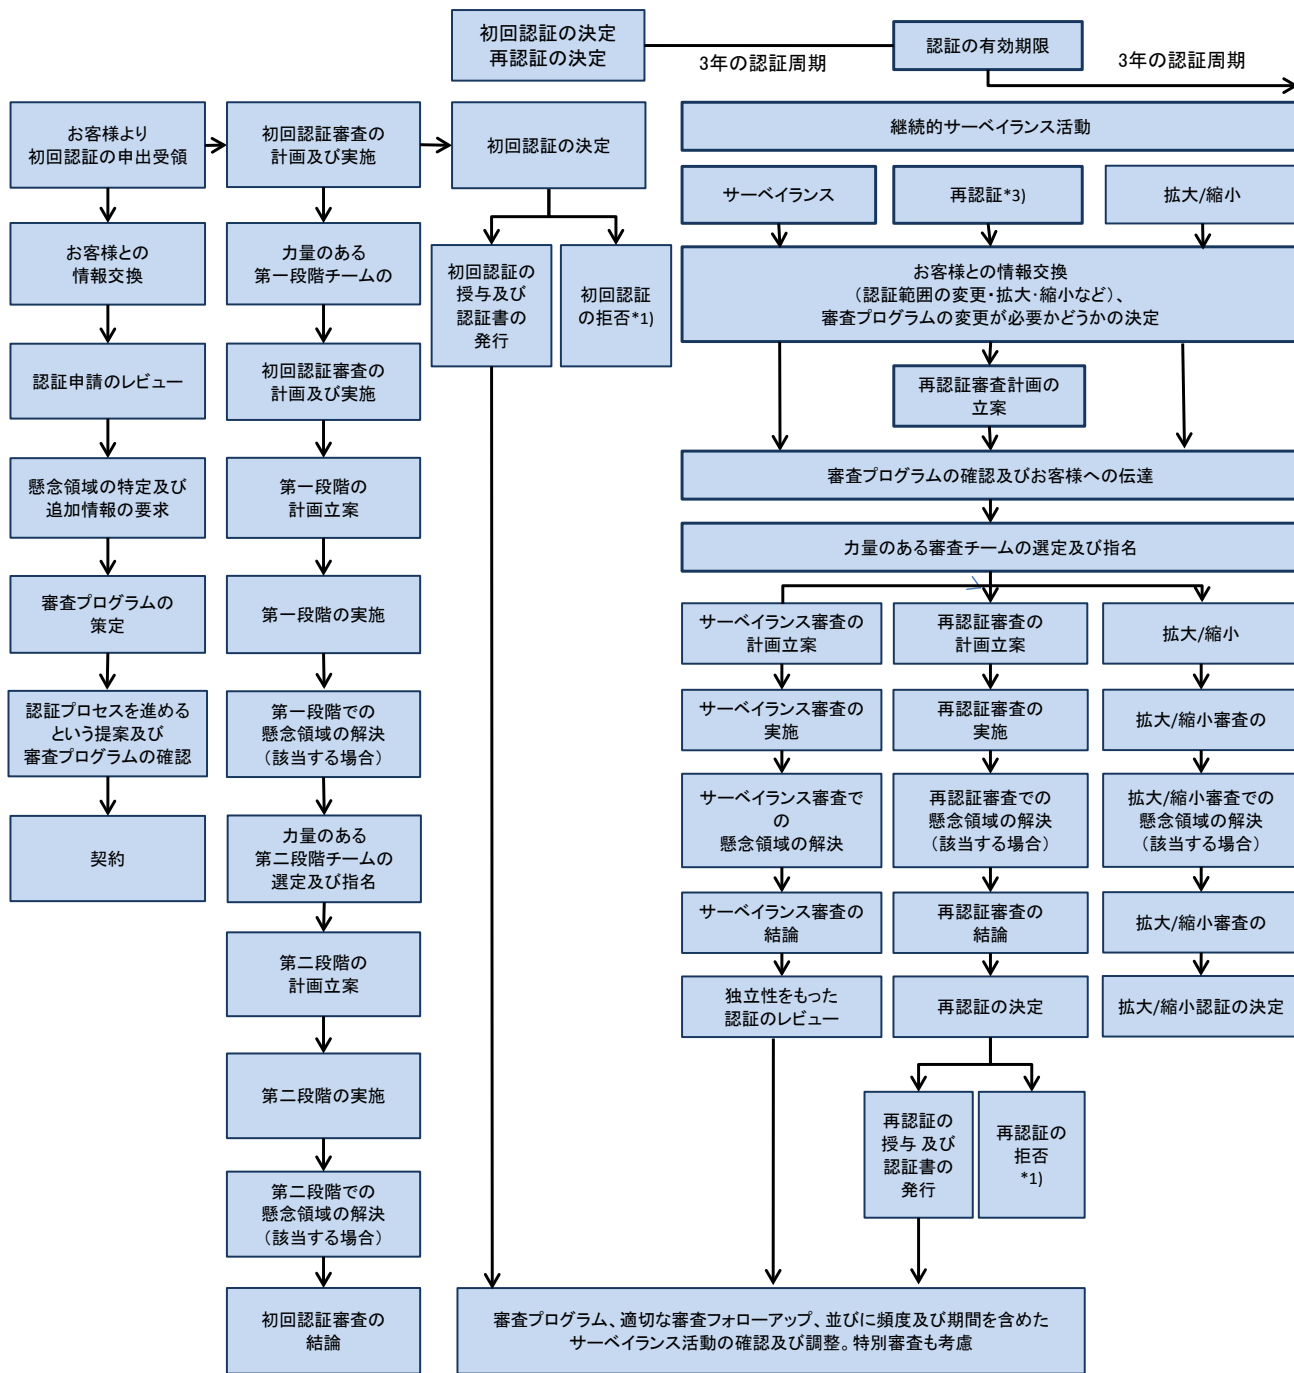 初回認証の決定
再認証の決定
3年の認証周期
認証の有効期限
3年の認証周期
お客様より
初回認証の申出受領
お客様との
情報交換
認証申請のレビュー
懸念領域の特定及び
追加情報の要求
審査プログラムの
策定
認証プロセスを進める
という提案及び
審査プログラムの確認
契約
初回認証審査の
計画及び実施
力量のある
第一段階チームの
初回認証審査の
計画及び実施
第一段階の
計画立案
第一段階の実施
第一段階での
懸念領域の解決
（該当する場合）
力量のある
第二段階チームの
選定及び指名
第二段階の
計画立案
第二段階の実施
第二段階での
懸念領域の解決
（該当する場合）
初回認証審査の
結論
初回認証の決定
初回認証の
授与及び
認証書の
発行
初回認証
の拒否*1)
継続的サーベイランス活動
サーベイランス
再認証*3)
拡大/縮小
お客様との情報交換
（認証範囲の変更・拡大・縮小など）、
審査プログラムの変更が必要かどうかの決定
再認証審査計画の
立案
審査プログラムの確認及びお客様への伝達
力量のある審査チームの選定及び指名
サーベイランス審査の
計画立案
サーベイランス審査の
実施
サーベイランス審査で
の
懸念領域の解決
サーベイランス審査の
結論
独立性をもった
認証のレビュー
再認証審査の
計画立案
再認証審査の
実施
再認証審査での
懸念領域の解決
（該当する場合）
再認証審査の
結論
再認証の決定
再認証の
授与 及び
認証書の
発行
再認証の
拒否
*1)
拡大/縮小
拡大/縮小審査の
拡大/縮小審査での
懸念領域の解決
（該当する場合）
拡大/縮小審査の
拡大/縮小認証の決定
審査プログラム、適切な審査フォローアップ、並びに頻度及び期間を含めた
サーベイランス活動の確認及び調整。特別審査も考慮